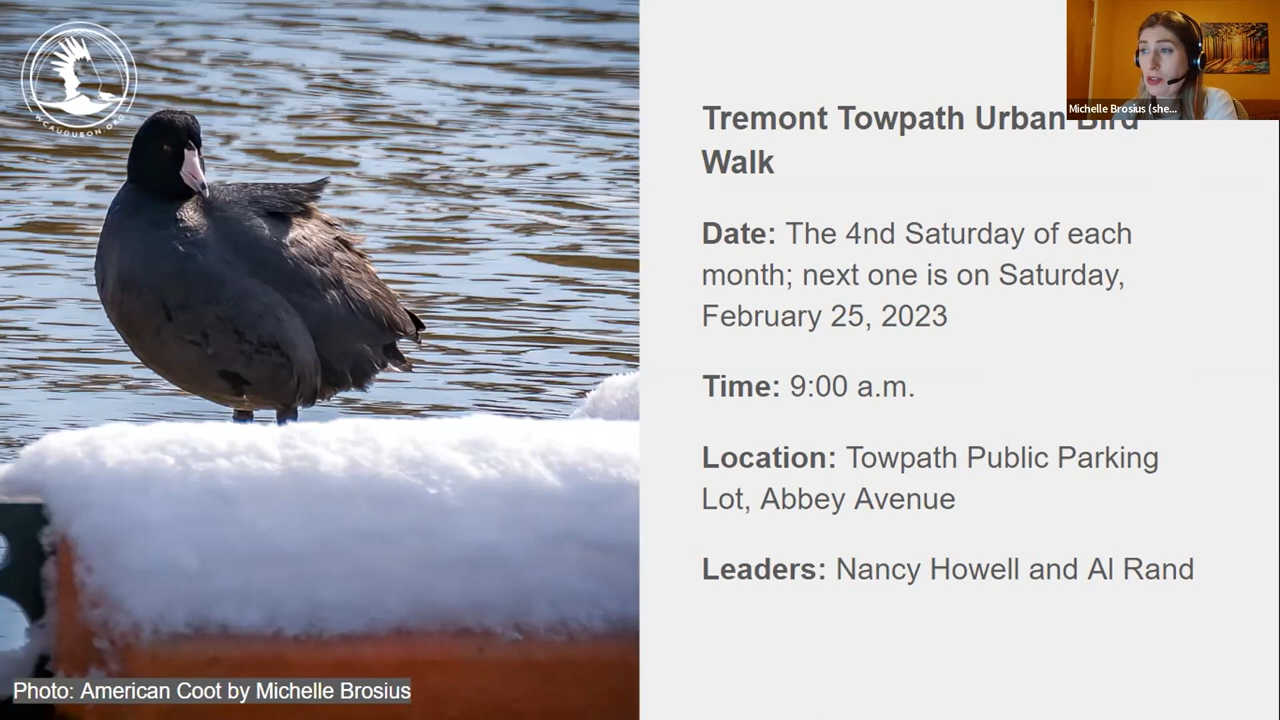 WCAUDUBON.ORG
Michelle Brosius (she...
Tremont Towpath Urban Bird
Walk
Date: The 4nd Saturday of each
month; next one is on Saturday,
February 25, 2023
Time: 9:00 a.m.
Location: Towpath Public Parking
Lot, Abbey Avenue
Leaders: Nancy Howell and Al Rand
Photo: American Coot by Michelle Brosius